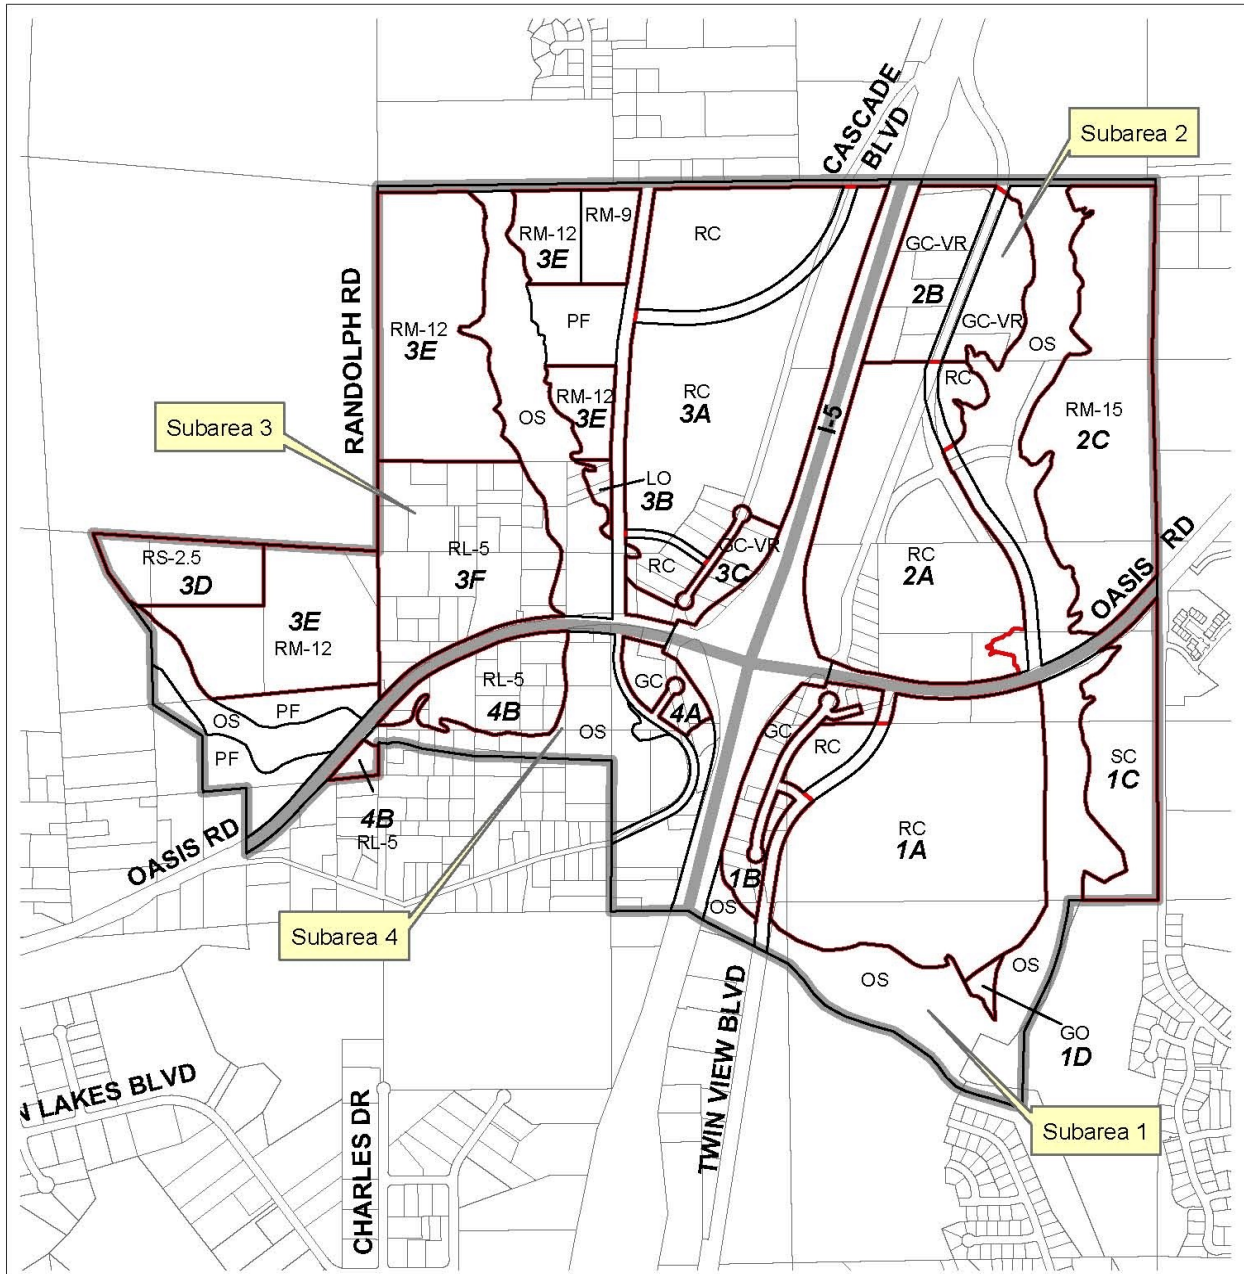 CASCADE
BLVD
Subarea 2
RM-12
3E
RM-9
RC
GC-VR
2B
GC-VR
RANDOLPH RD
RM-12
3E
PF
OS
RM-12
3E
OS
RC
3A
I-5
RC
RM-15
2C
Subarea 3
LO
3B
RS-2.5
3D
RL-5
3F
RC
GC-VR
3C
RC
2A
OASIS RD
3E
RM-12
RL-5
4B
GC
4A
OS
PF
OS
PF
GC
RC
SC
1C
4B
RL-5
OASIS RD
RC
1A
1B
OS
Subarea 4
OS
OS
GO
1D
TWIN VIEW BLVD
N LAKES BLVD
CHARLES DR
Subarea 1